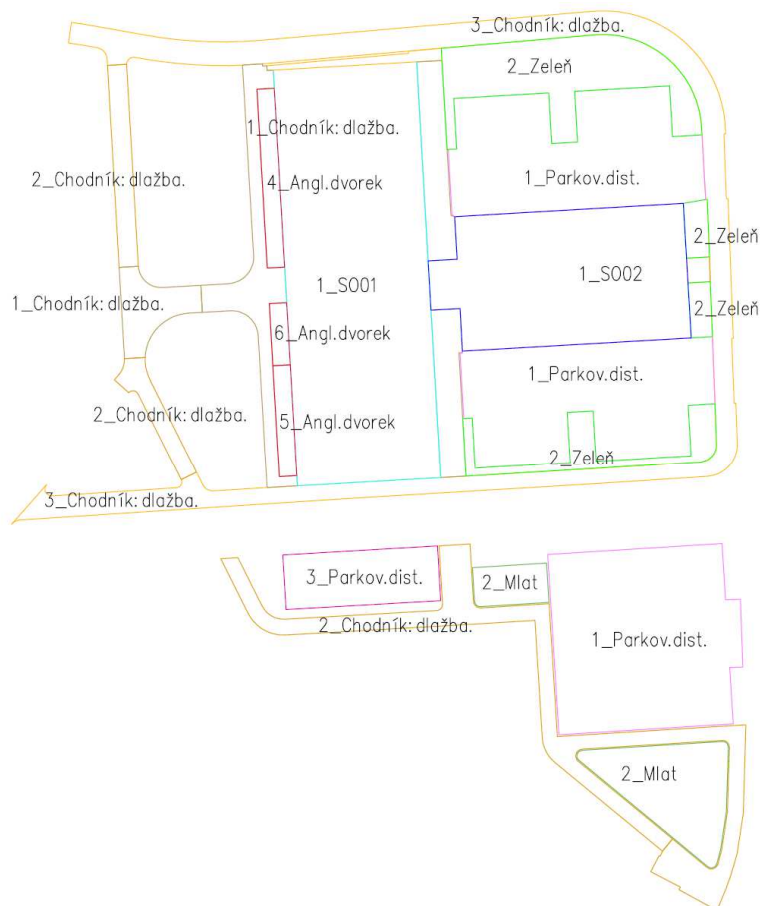 3_Chodník: dlažba.
2_Zeleň
1_Chodník: dlažba.
2_Chodník: dlažba.
4_Angl.dvorek
1_Parkov.dist.
2_Zeleň
1_SO01
1_SO02
1_Chodník: dlažba.
2_Zeleň
6_Angl.dvorek
1_Parkov.dist.
2_Chodník: dlažba.
5_Angl.dvorek
2_Zeleň
3_Chodník: dlažba.
3_Parkov.dist.
2_Mlat
2_Chodník: dlažba.
1_Parkov.dist.
2_Mlat